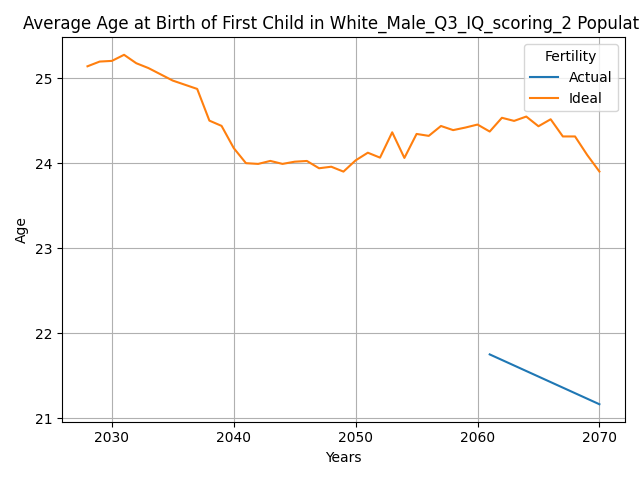 Average Age at Birth of First Child in White_Male_Q3_IQ_scoring_2 Populat
Fertility
Actual
Ideal
25
24
23
22
21
Age
2030 2040 2050 2060 2070
Years